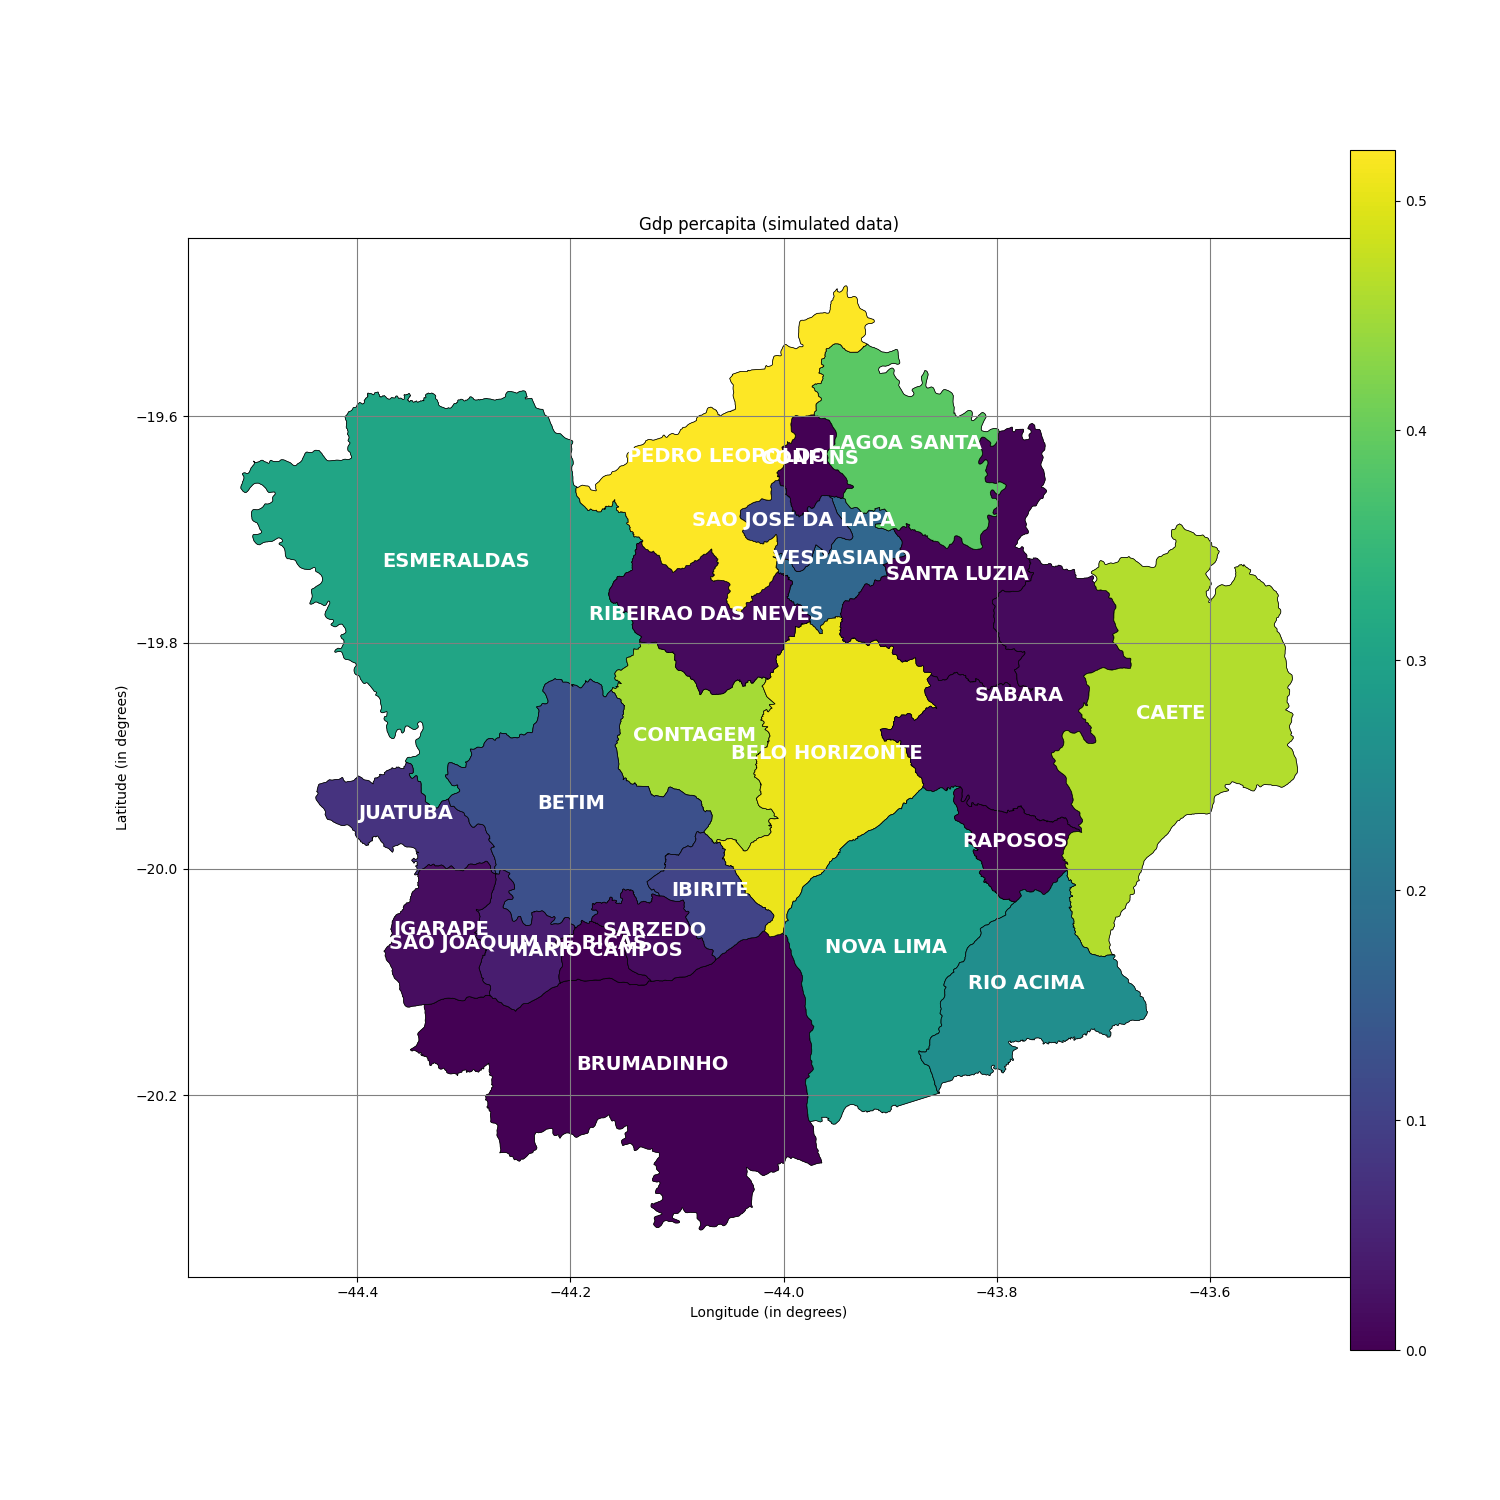 Gdp percapita (simulated data)
0.5
0.4
0.3
0.2
0.1
0.0
−19.6
−19.8
−20.0
−20.2
Latitude (in degrees)
LAGOA SANTA
PEDRO LEOPOLDO
CONFINS
SAO JOSE DA LAPA
VESPASIANO
ESMERALDAS
SANTA LUZIA
RIBEIRAO DAS NEVES
SABARA
CAETE
CONTAGEM
BELO HORIZONTE
BETIM
JUATUBA
RAPOSOS
IBIRITE
IGARAPE
SARZEDO
SAO JOAQUIM DE BICAS
MARIO CAMPOS
NOVA LIMA
RIO ACIMA
BRUMADINHO
−44.4
−44.2
−44.0
−43.8
−43.6
Longitude (in degrees)